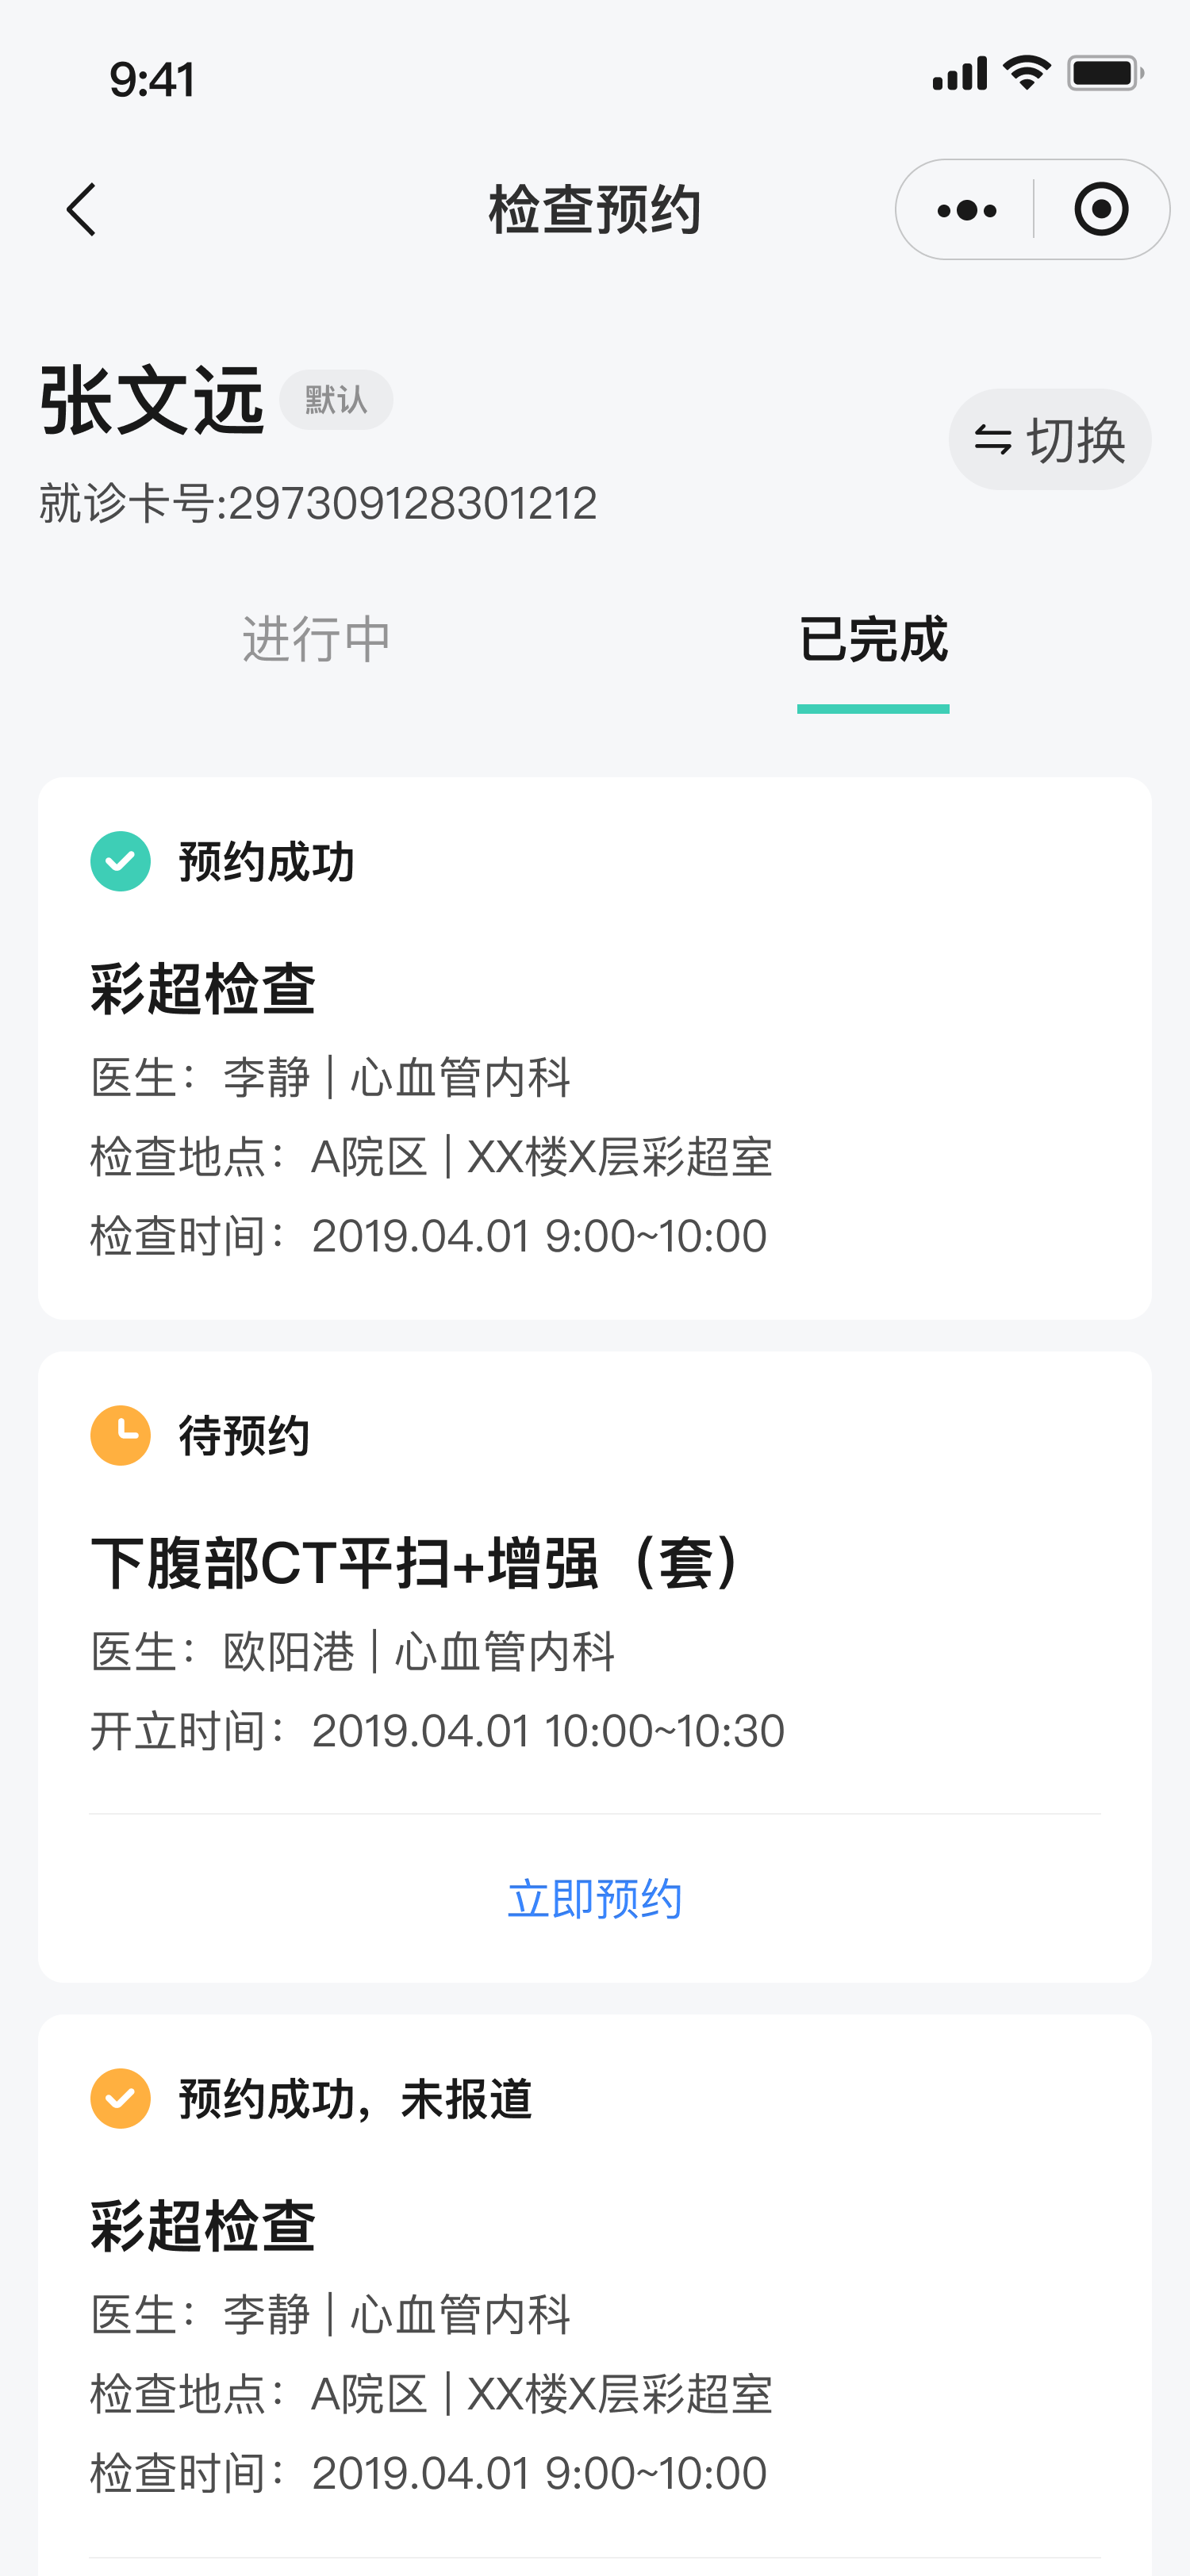 9:41
检查预约
张文远 默认
切换
就诊卡号:297309128301212
进行中 已完成
预约成功
彩超检查
医生：李静 | 心血管内科
检查地点：A院区 | XX楼X层彩超室
检查时间：2019.04.01 9:00~10:00
待预约
下腹部CT平扫+增强（套）
医生：欧阳港 | 心血管内科
开立时间：2019.04.01 10:00~10:30
立即预约
预约成功，未报道
彩超检查
医生：李静 | 心血管内科
检查地点：A院区 | XX楼X层彩超室
检查时间：2019.04.01 9:00~10:00